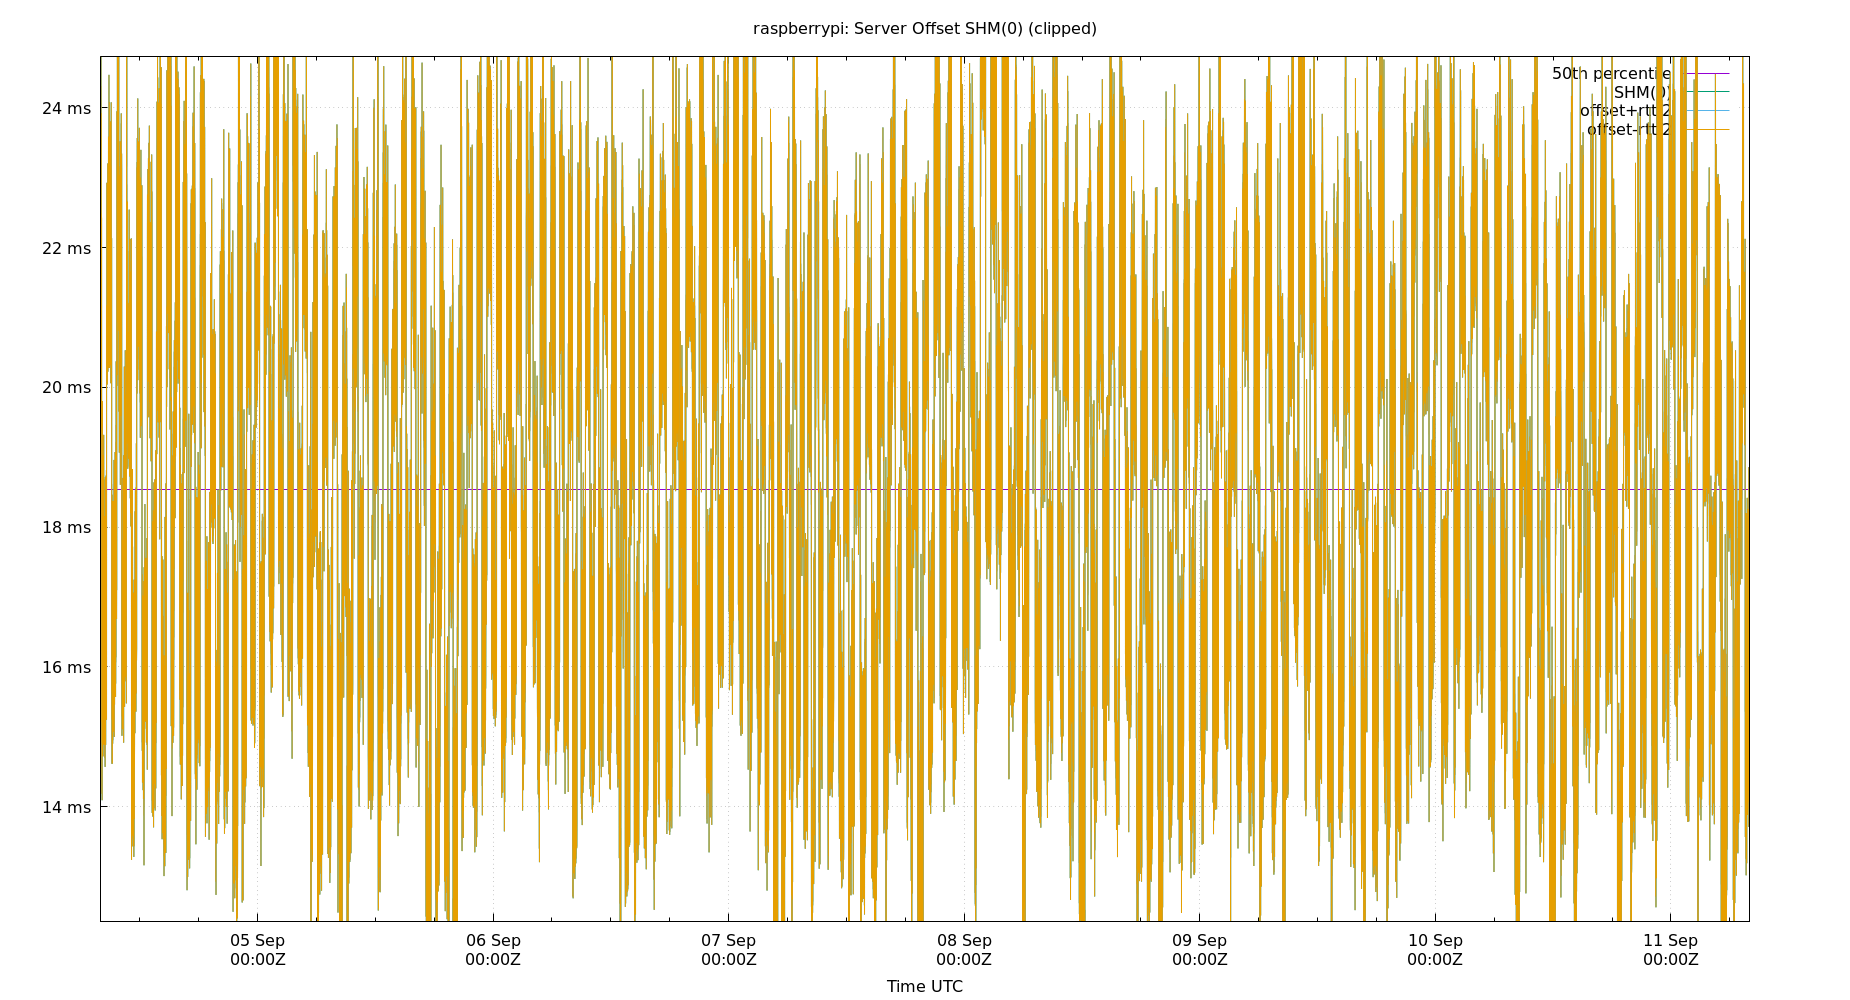 raspberrypi: Server Offset SHM(0) (clipped)
50th percentile
SHM(0)
offset+rtt/2
offset-rtt/2
24 ms
22 ms
20 ms
18 ms
16 ms
14 ms
05 Sep 06 Sep 07 Sep 08 Sep 09 Sep 10 Sep 11 Sep
00:00Z 00:00Z 00:00Z 00:00Z 00:00Z 00:00Z 00:00Z
Time UTC